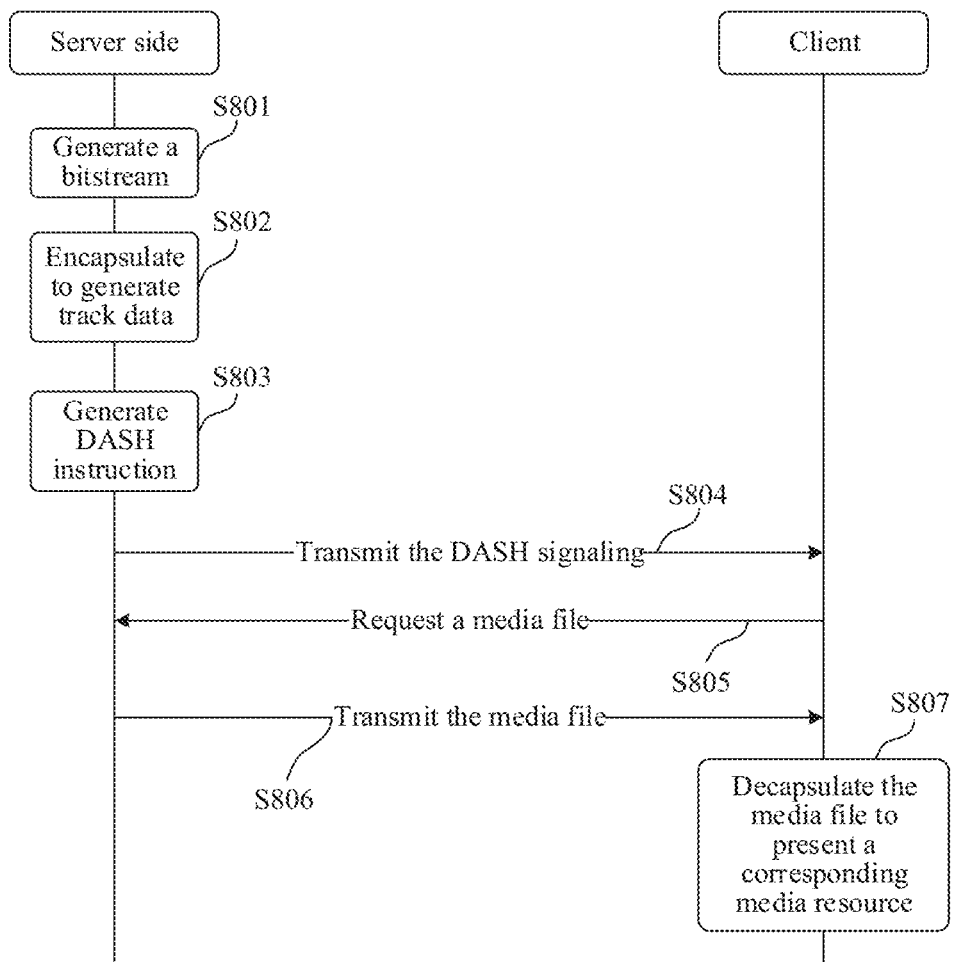 Server side
Client
S801
Generate a
bitstream
S802
Encapsulate
to generate
track data
S803
Generate
DASH
instruction
S804
Transmit the DASH signaling
Request a media file
S805
Transmit the media file
S806
S807
Decapsulate the
media file to
present a
corresponding
media resource